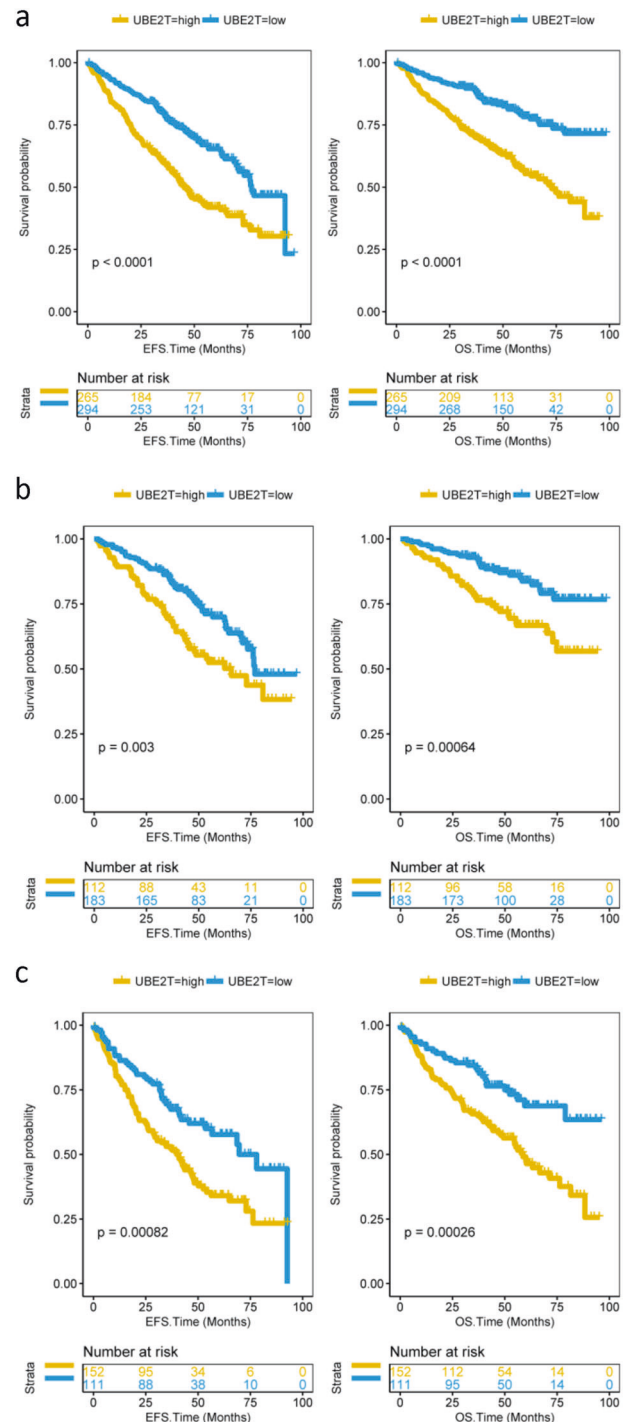 a
UBE2T=high UBE2T=low UBE2T=high UBE2T=low
Survival probability
1.00
0.75
0.50
0.25
0.00
p < 0.0001
0 25 50 75 100
EFS.Time (Months)
Survival probability
1.00
0.75
0.50
0.25
0.00
p < 0.0001
0 25 50 75 100
OS.Time (Months)
Number at risk
Strata
265 184 77 17 0
294 253 121 31 0
0 25 50 75 100
EFS.Time (Months)
Number at risk
Strata
265 209 113 31 0
294 268 150 42 0
0 25 50 75 100
OS.Time (Months)
b
UBE2T=high UBE2T=low UBE2T=high UBE2T=low
Survival probability
1.00
0.75
0.50
0.25
0.00
p = 0.003
0 25 50 75 100
EFS.Time (Months)
Survival probability
1.00
0.75
0.50
0.25
0.00
p = 0.00064
0 25 50 75 100
OS.Time (Months)
Number at risk
Strata
112 88 43 11 0
183 165 83 21 0
0 25 50 75 100
EFS.Time (Months)
Number at risk
Strata
112 96 58 16 0
183 173 100 28 0
0 25 50 75 100
OS.Time (Months)
c
UBE2T=high UBE2T=low UBE2T=high UBE2T=low
Survival probability
1.00
0.75
0.50
0.25
0.00
p = 0.00082
0 25 50 75 100
EFS.Time (Months)
Survival probability
1.00
0.75
0.50
0.25
0.00
p = 0.00026
0 25 50 75 100
OS.Time (Months)
Number at risk
Strata
152 95 34 6 0
111 88 38 10 0
0 25 50 75 100
EFS.Time (Months)
Number at risk
Strata
152 112 54 14 0
111 95 50 14 0
0 25 50 75 100
OS.Time (Months)